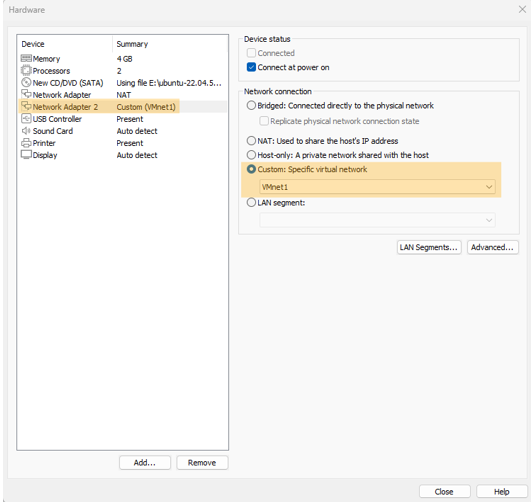 Hardware
Device Summary
Memory 4 GB
Processors 2
New CD/DVD (SATA) Using file E:\ubuntu-22.04.5...
Network Adapter NAT
Network Adapter 2 Custom (VMnet1)
USB Controller Present
Sound Card Auto detect
Printer Present
Display Auto detect
Add... Remove
Device status
Connected
Connect at power on
Network connection
Bridged: Connected directly to the physical network
Replicate physical network connection state
NAT: Used to share the host's IP address
Host-only: A private network shared with the host
Custom: Specific virtual network
VMnet1
LAN segment:
LAN Segments... Advanced...
Close Help